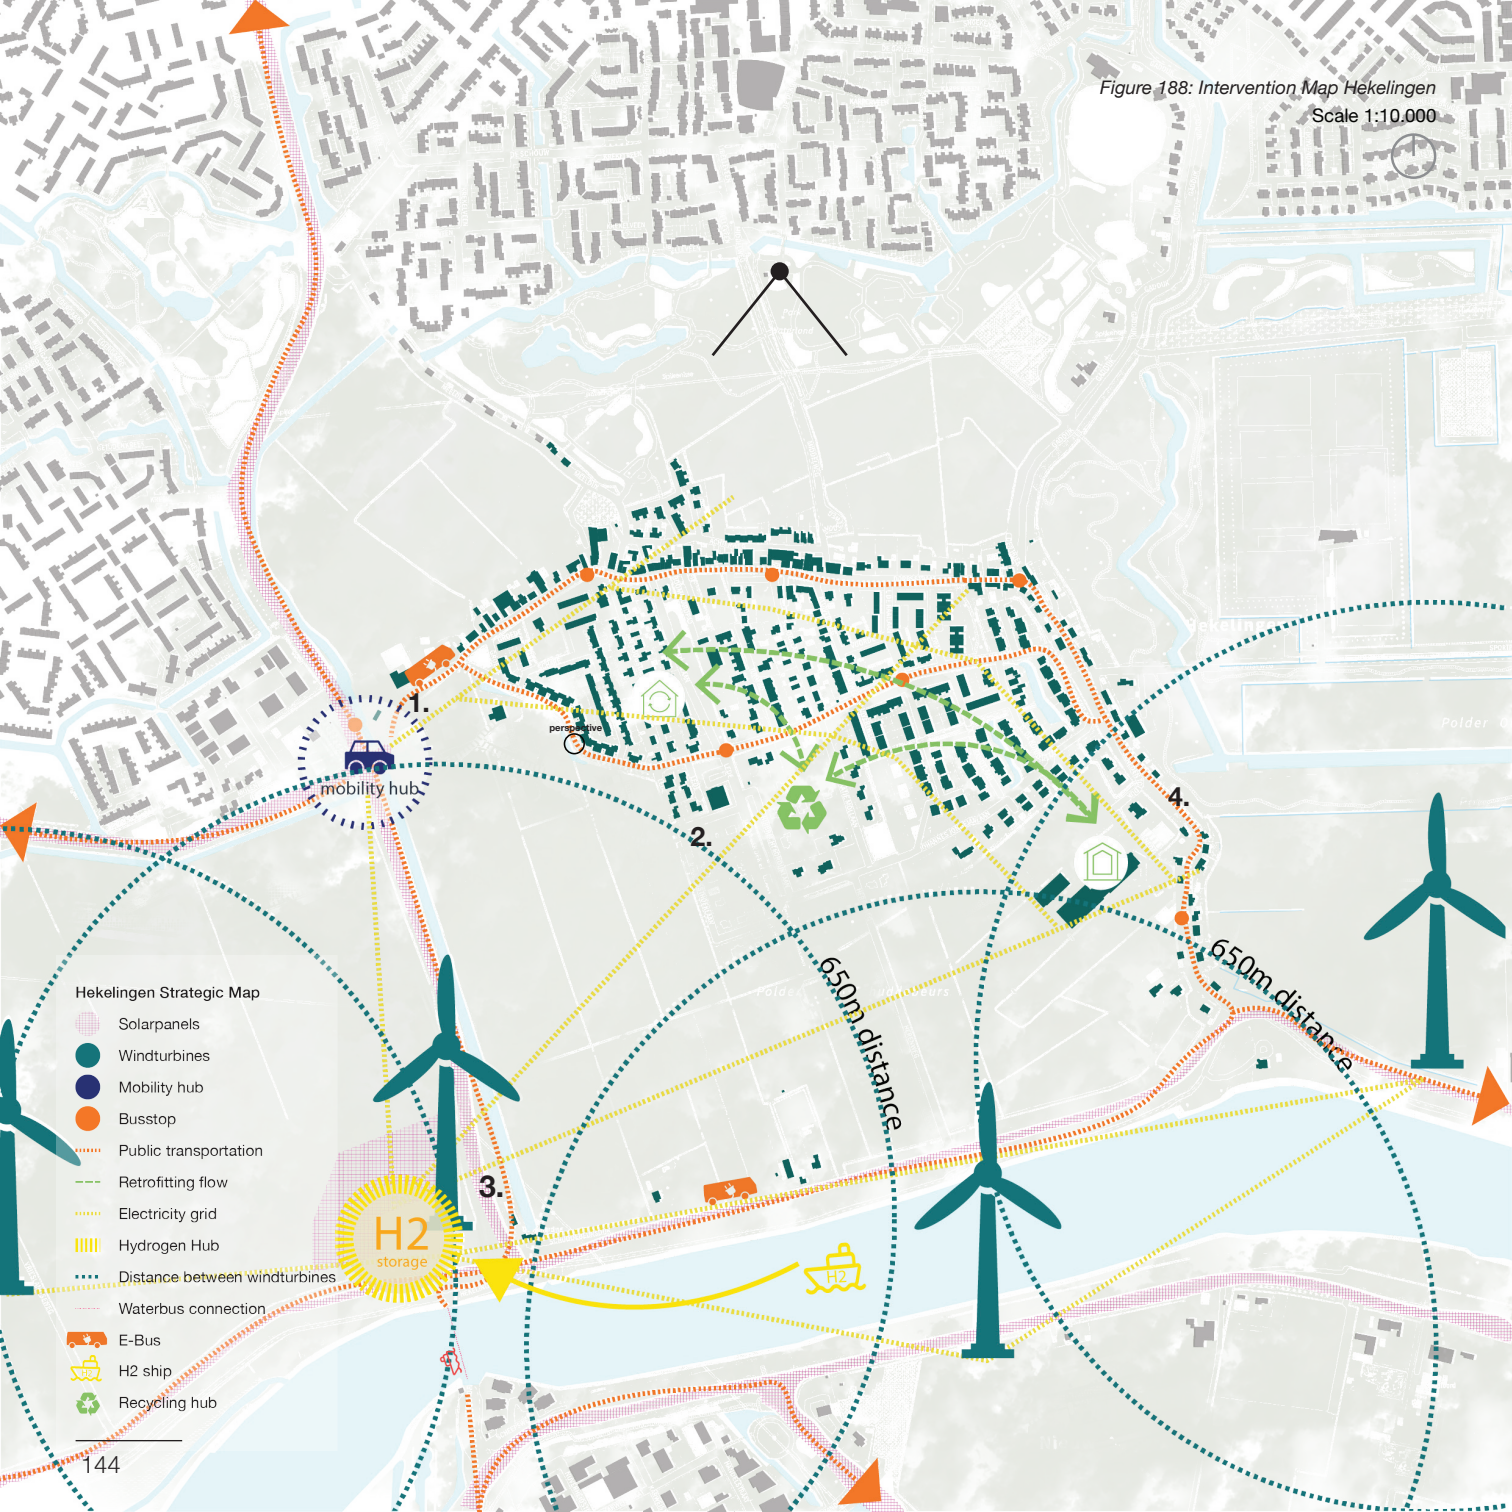 Figure 188: Intervention Map Hekelingen
Scale 1:10.000
1.
perspective
mobility hub
4.
2.
650m distance
650m distance
Polder
Hekelingen Strategic Map
Solarpanels
Windturbines
Mobility hub
Busstop
Public transportation
Retrofitting flow
Electricity grid
Hydrogen Hub
Distance between windturbines
Waterbus connection
E-Bus
H2 ship
Recycling hub
3.
H2
storage
H2
144